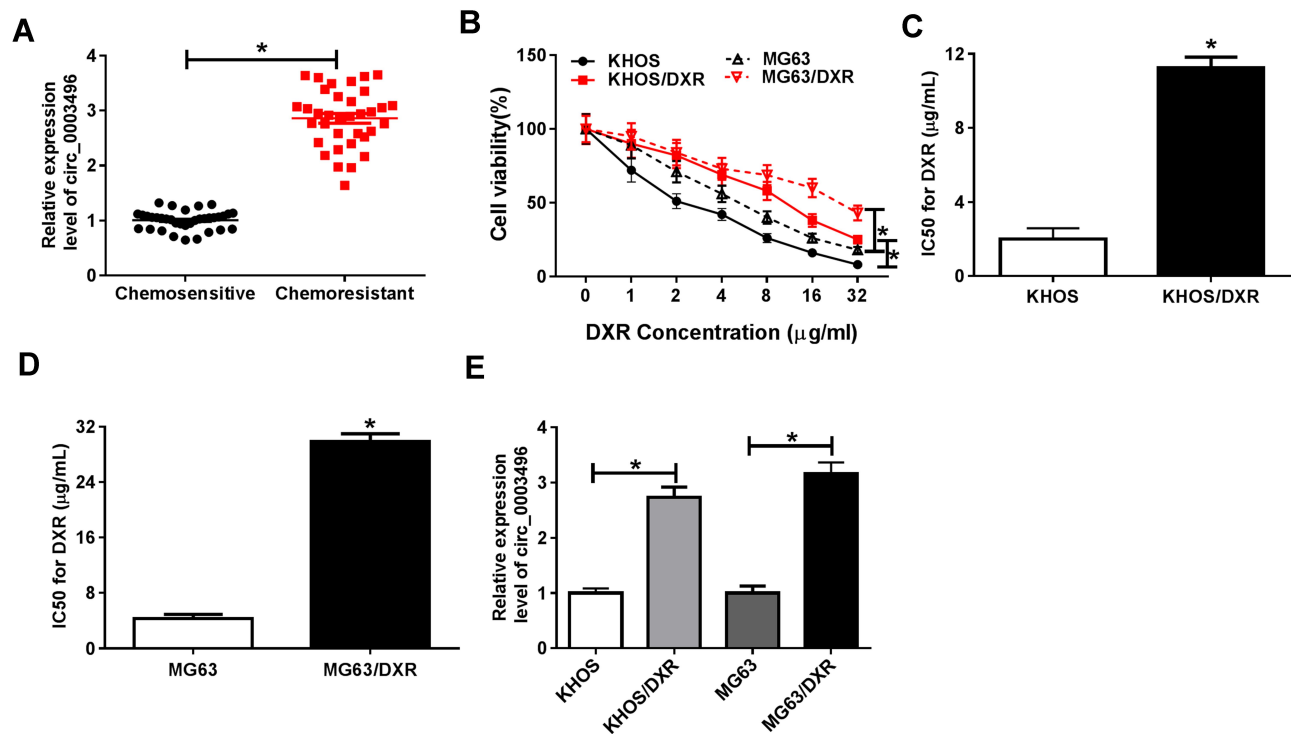 A
Relative expression
level of circ_0003496
4
3
2
1
0
*
Chemosensitive
Chemoresistant
B
Cell viability(%)
150
100
50
0
KHOS
KHOS/DXR
MG63
MG63/DXR
*
*
0 1 2 4 8 16 32
DXR Concentration (μg/ml)
C
IC50 for DXR (μg/mL)
12
8
4
0
*
KHOS
KHOS/DXR
D
IC50 for DXR (μg/mL)
32
24
16
8
0
*
MG63
MG63/DXR
E
Relative expression
level of circ_0003496
4
3
2
1
0
*
*
KHOS
KHOS/DXR
MG63
MG63/DXR